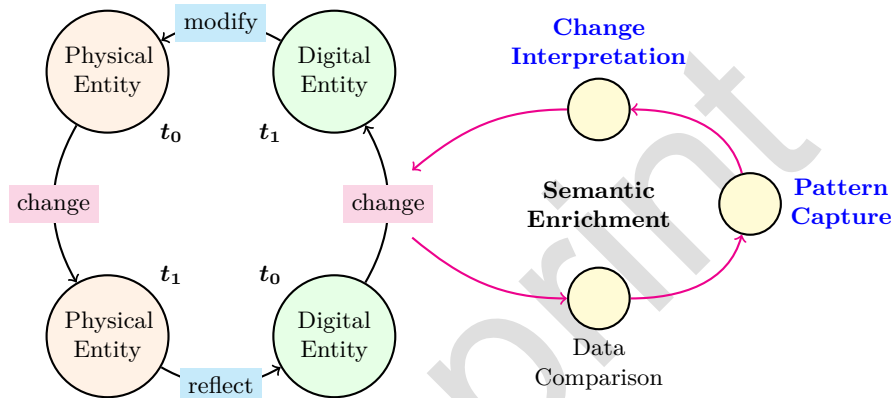 modify
Physical
Entity
Digital
Entity
Change
Interpretation
t0
t1
change
change
Semantic
Enrichment
Pattern
Capture
t1
t0
Physical
Entity
Digital
Entity
reflect
Data
Comparison
print